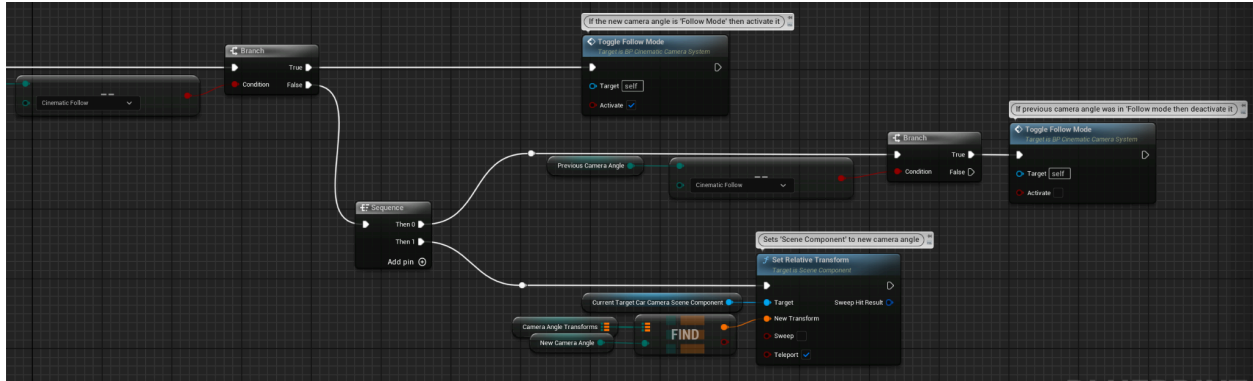 If the new camera angle is 'Follow Mode' then activate it
Branch
True
Condition
False
==
Cinematic Follow
Toggle Follow Mode
Target is BP Cinematic Camera System
Target self
Activate
If previous camera angle was in 'Follow mode then deactivate it
Previous Camera Angle
==
Cinematic Follow
Branch
True
Condition
False
Toggle Follow Mode
Target is BP Cinematic Camera System
Target self
Activate
Sequence
Then 0
Then 1
Add pin
Sets 'Scene Component' to new camera angle
Set Relative Transform
Target is Scene Component
Current Target Car Camera Scene Component
Target
Sweep Hit Result
Camera Angle Transforms
New Camera Angle
FIND
New Transform
Sweep
Teleport